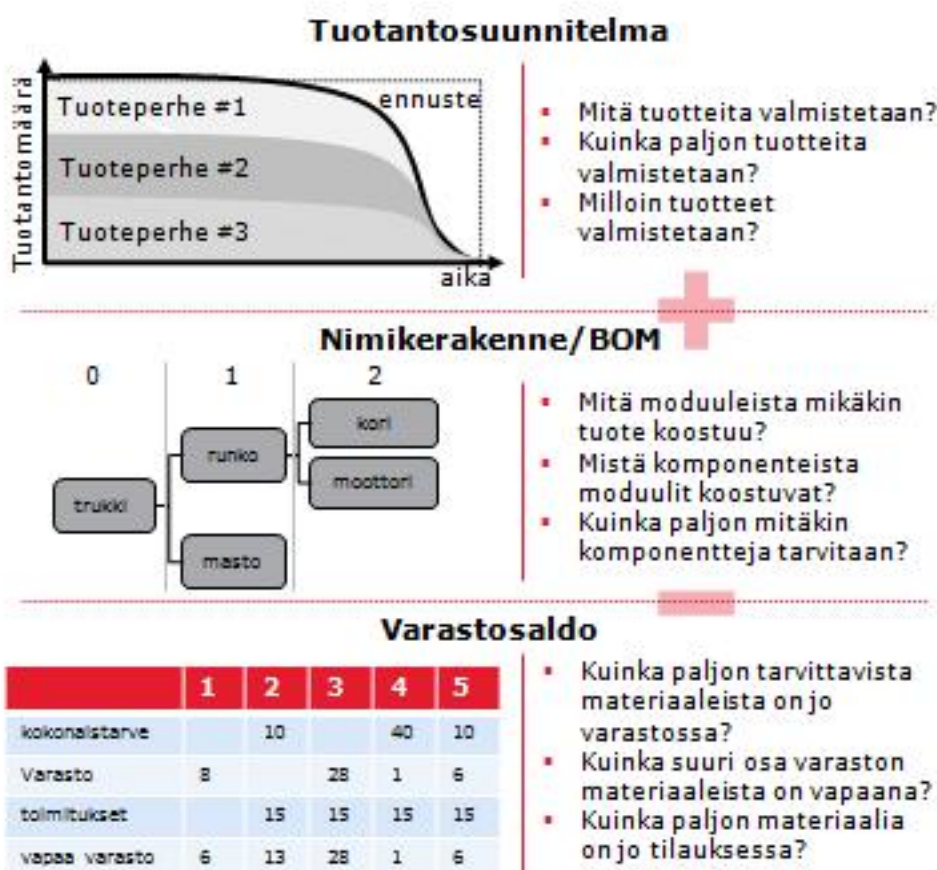 Tuotantosuunnitelma
Tuotantomäärä
Tuoteperhe #1
ennuste
Tuoteperhe #2
Tuoteperhe #3
aika
▪ Mitä tuotteita valmistetaan?
▪ Kuinka paljon tuotteita
valmistetaan?
▪ Milloin tuotteet
valmistetaan?
Nimikerakenne/BOM
0 1 2
trukki
runko
masto
kori
moottori
▪ Mitä moduuleista mikäkin
tuote koostuu?
▪ Mistä komponenteista
moduulit koostuvat?
▪ Kuinka paljon mitäkin
komponentteja tarvitaan?
Varastosaldo
1 2 3 4 5
kokonaistarve 10 40 10
Varasto 8 28 1 6
toimitukset 15 15 15 15
vapaa varasto 6 13 28 1 6
▪ Kuinka paljon tarvittavista
materiaaleista on jo
varastossa?
▪ Kuinka suuri osa varaston
materiaaleista on vapaana?
▪ Kuinka paljon materiaalia
on jo tilauksessa?